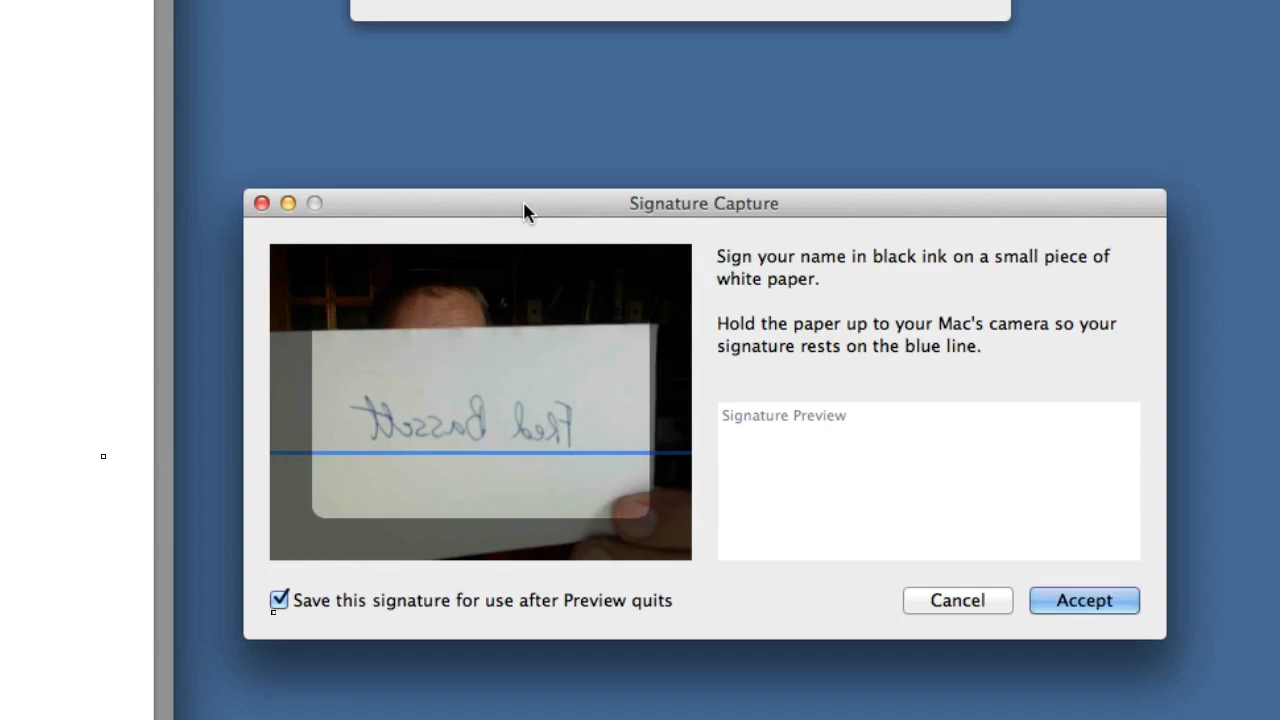 Signature Capture
Sign your name in black ink on a small piece of
white paper.
Hold the paper up to your Mac's camera so your
signature rests on the blue line.
Fred Bassett
Signature Preview
Save this signature for use after Preview quits
Cancel
Accept